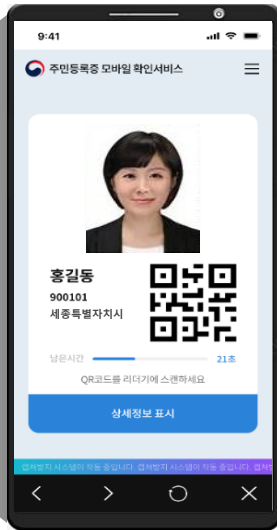 9:41
주민등록증 모바일 확인서비스
홍길동
900101
세종특별자치시
남은시간 21초
QR코드를 리더기에 스캔하세요
상세정보 표시
캡쳐방지 시스템이 작동 중입니다. 캡쳐방지 시스템이 작동 중입니다. 캡쳐